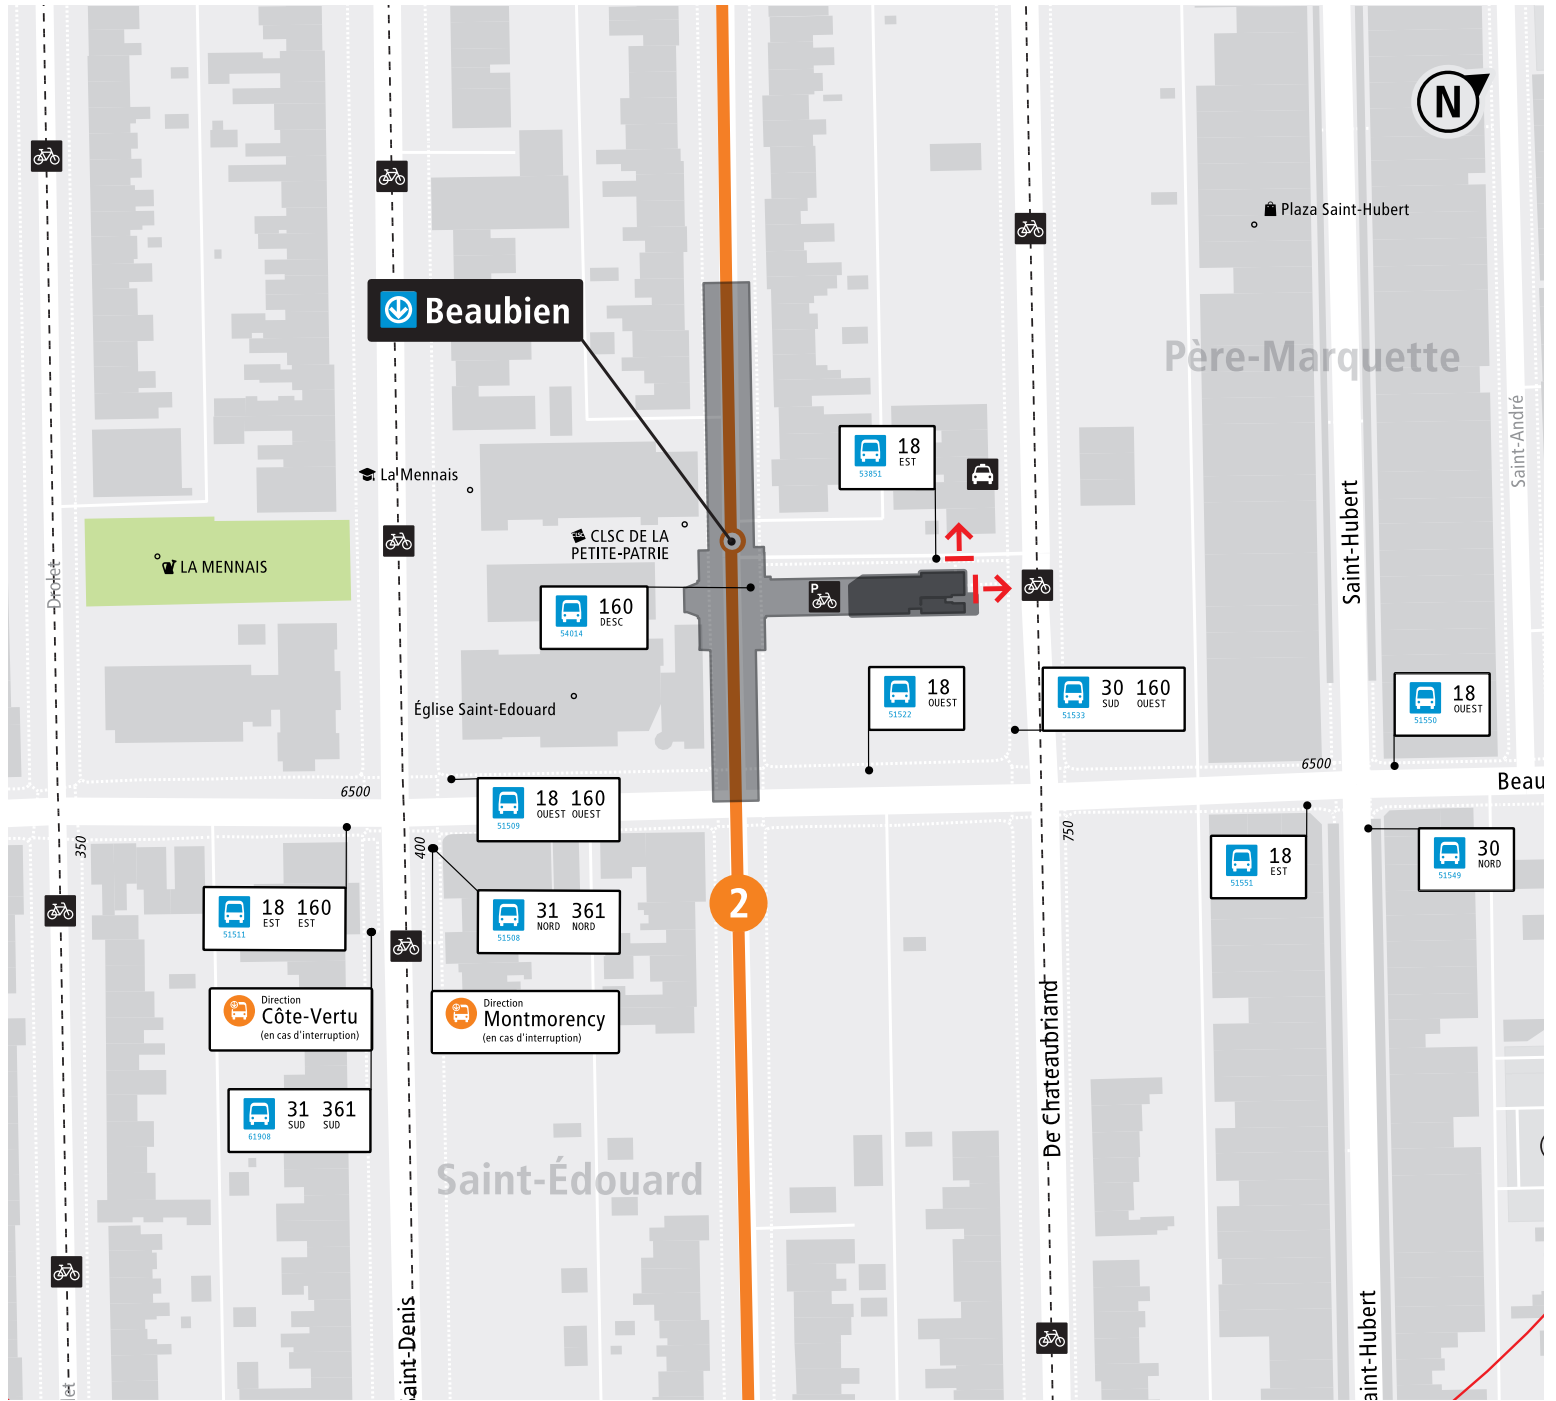 N
Plaza Saint-Hubert
Beaubien
Père-Marquette
Saint-André
18
EST
53851
La Mennais
CLSC DE LA
PETITE-PATRIE
LA MENNAIS
Drolet
Saint-Hubert
P
160
DESC
54014
Église Saint-Edouard
18
OUEST
51522
30 160
SUD OUEST
51533
18
OUEST
51550
6500
6500
Beau
18 160
OUEST OUEST
51509
350
400
750
18
EST
51551
30
NORD
51549
18 160
EST EST
51511
31 361
NORD NORD
51508
2
Direction
Côte-Vertu
(en cas d'interruption)
Direction
Montmorency
(en cas d'interruption)
De Chateaubriand
31 361
SUD SUD
61908
Saint-Édouard
aint-Denis
aint-Hubert
let